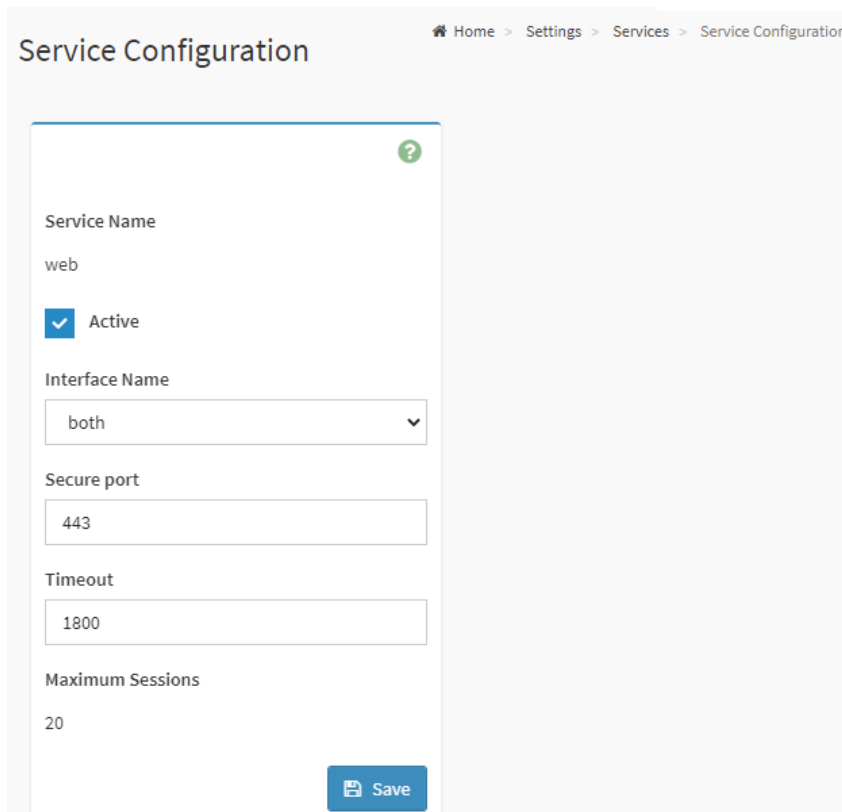 Service Configuration
Home > Settings > Services > Service Configuration
Service Name
web
Active
Interface Name
both
Secure port
443
Timeout
1800
Maximum Sessions
20
Save